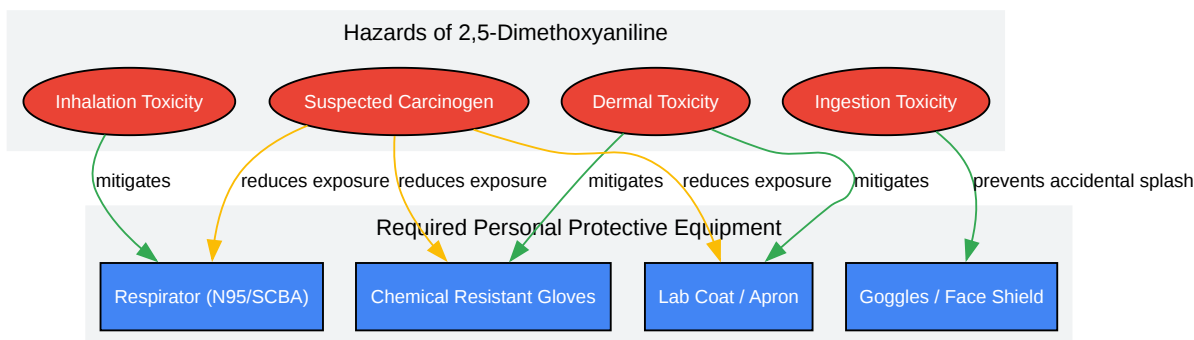 Hazards of 2,5-Dimethoxyaniline
Inhalation Toxicity
Suspected Carcinogen
Dermal Toxicity
Ingestion Toxicity
mitigates
reduces exposure
reduces exposure
mitigates
reduces exposure
mitigates
prevents accidental splash
Required Personal Protective Equipment
Respirator (N95/SCBA)
Chemical Resistant Gloves
Lab Coat / Apron
Goggles / Face Shield